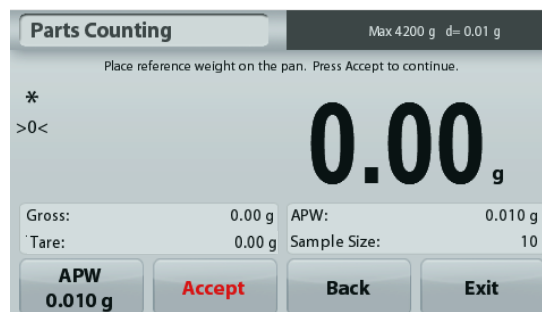 Parts Counting
Max 4200 g d= 0.01 g
Place reference weight on the pan. Press Accept to continue.
*
>0<
0.00 g
Gross: 0.00 g APW: 0.010 g
Tare: 0.00 g Sample Size: 10
APW
0.010 g
Accept
Back
Exit